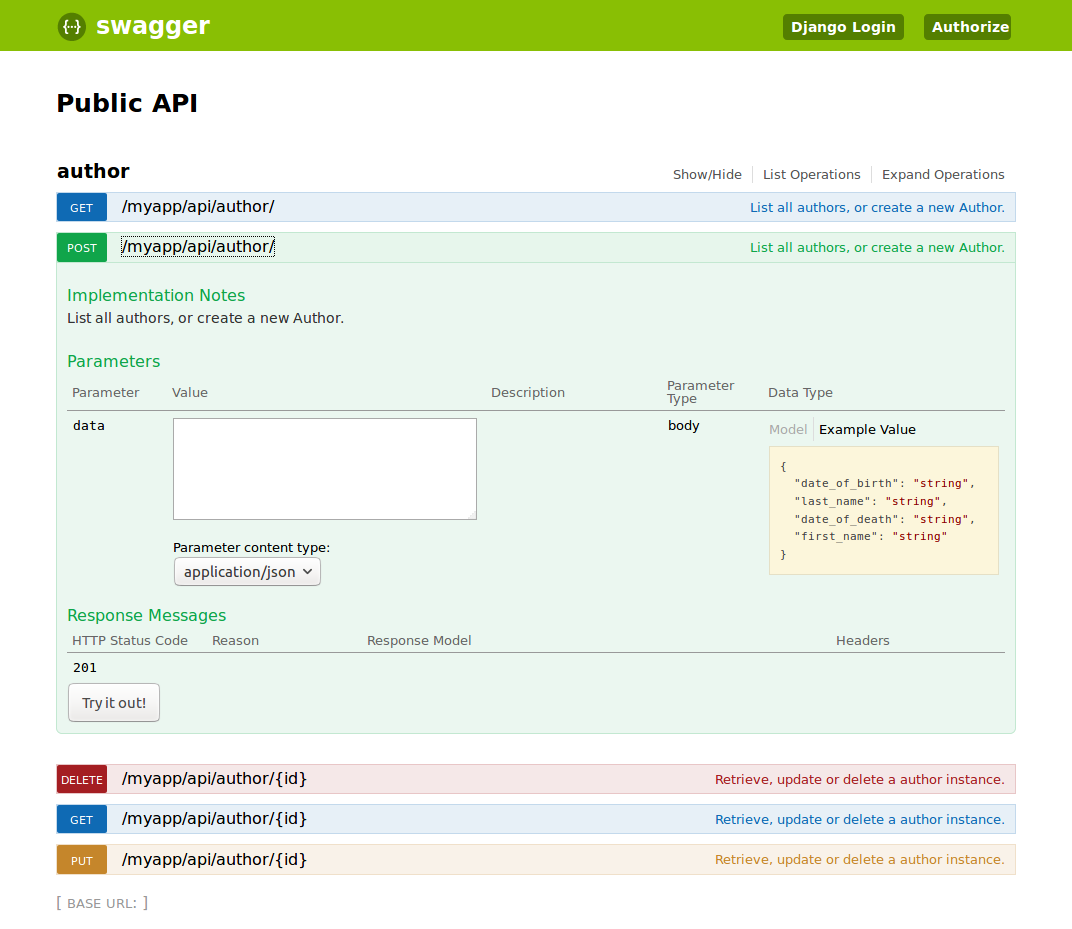 {···} swagger Django Login Authorize
Public API
author Show/Hide List Operations Expand Operations
GET /myapp/api/author/ List all authors, or create a new Author.
POST /myapp/api/author/ List all authors, or create a new Author.
Implementation Notes
List all authors, or create a new Author.
Parameters
Parameter Value Description Parameter Type Data Type
data body Model Example Value
{
"date_of_birth": "string",
"last_name": "string",
"date_of_death": "string",
"first_name": "string"
}
Parameter content type:
application/json
Response Messages
HTTP Status Code Reason Response Model Headers
201
Try it out!
DELETE /myapp/api/author/{id} Retrieve, update or delete a author instance.
GET /myapp/api/author/{id} Retrieve, update or delete a author instance.
PUT /myapp/api/author/{id} Retrieve, update or delete a author instance.
[ BASE URL: ]